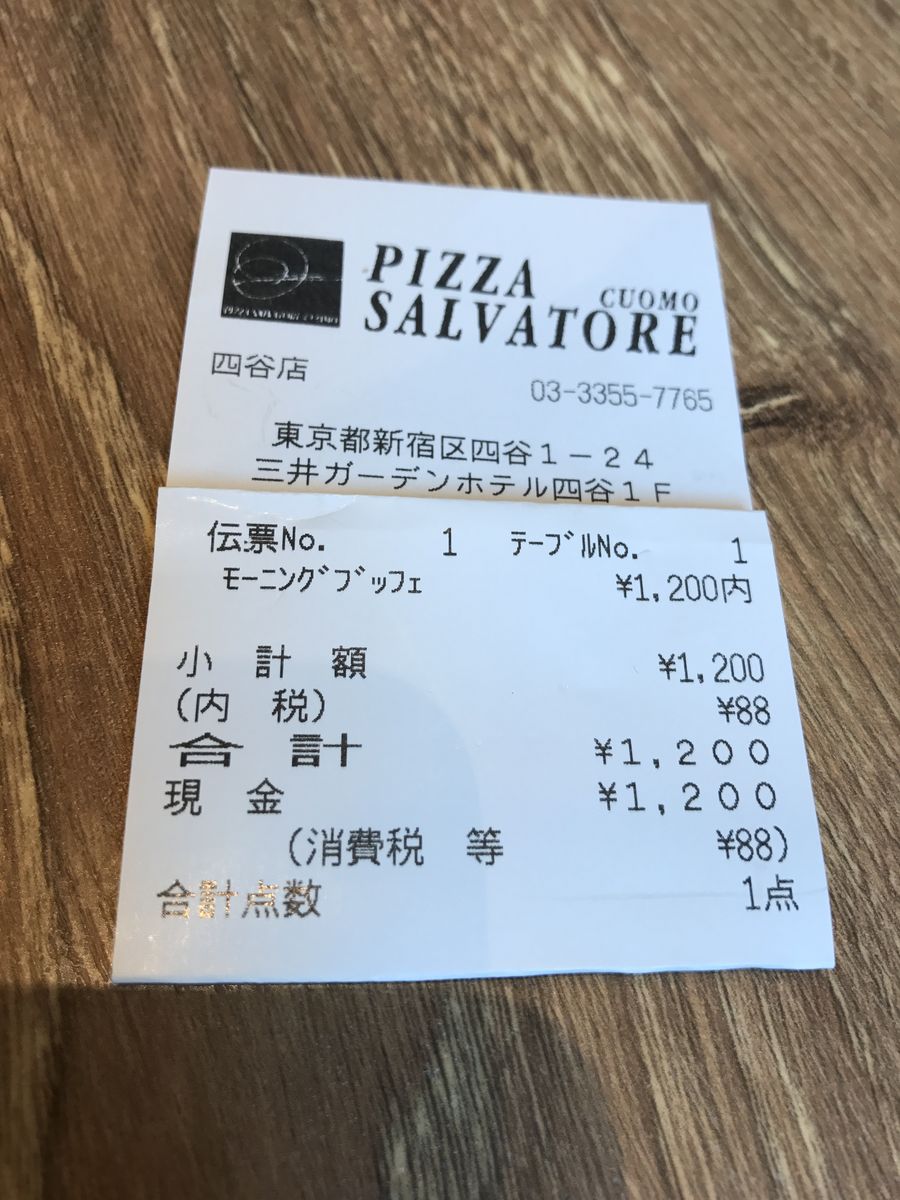 PIZZA
SALVATORE CUOMO
四谷店
03-3355-7765
東京都新宿区四谷1-24
三井ガーデンホテル四谷1F
伝票No. 1 ﾃｰﾌﾞﾙNo. 1
ﾓｰﾆﾝｸﾞﾌﾞｯﾌｪ ¥1,200内
小 計 額 ¥1,200
(内 税) ¥88
合 計 ¥1,200
現 金 ¥1,200
(消費税 等 ¥88)
合計点数 1点